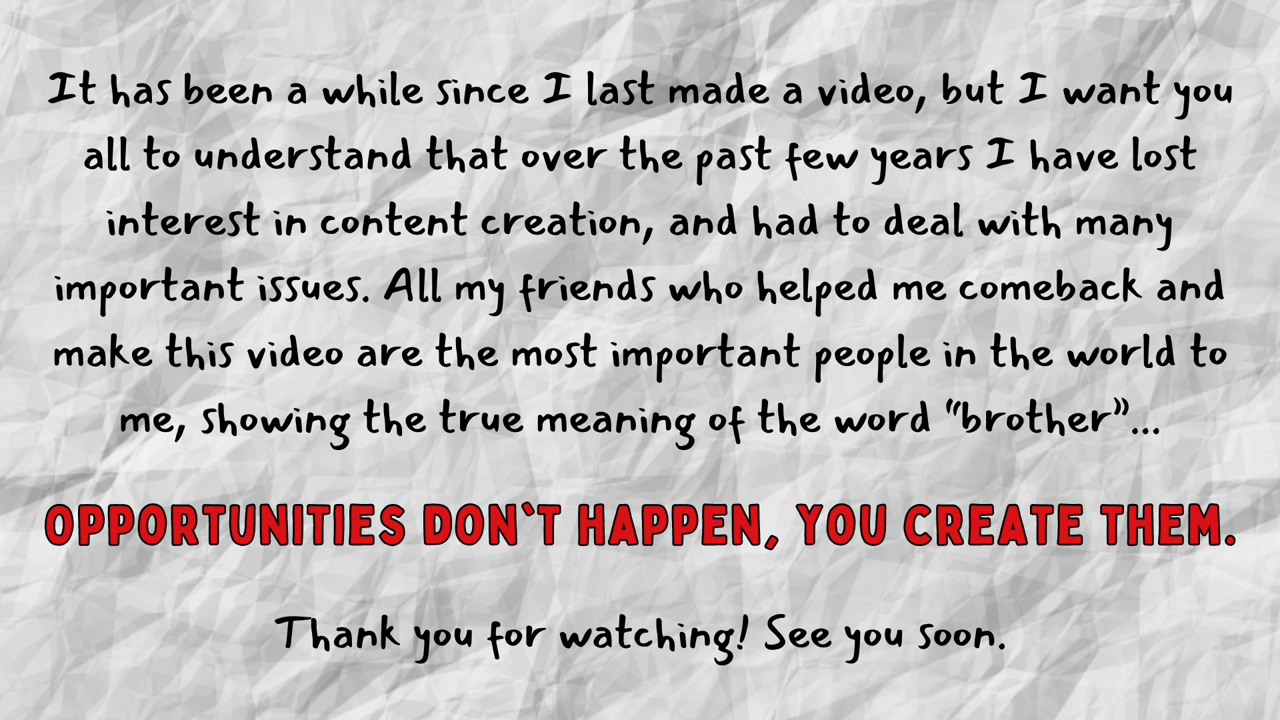 It has been a while since I last made a video, but I want you
all to understand that over the past few years I have lost
interest in content creation, and had to deal with many
important issues. All my friends who helped me comeback and
make this video are the most important people in the world to
me, showing the true meaning of the word “brother”...
OPPORTUNITIES DON`T HAPPEN, YOU CREATE THEM.
Thank you for watching! See you soon.